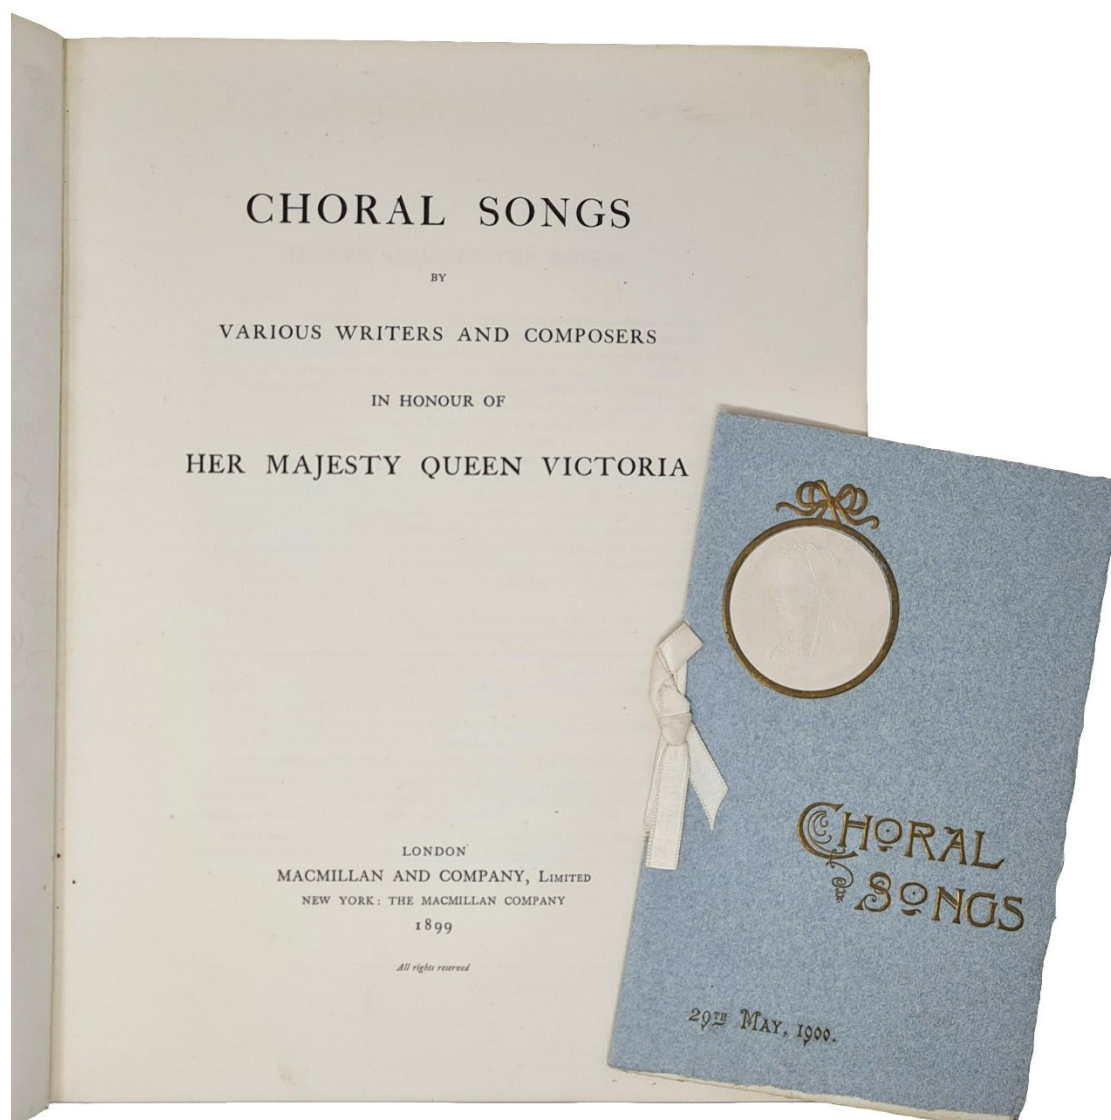 CHORAL SONGS
BY
VARIOUS WRITERS AND COMPOSERS
IN HONOUR OF
HER MAJESTY QUEEN VICTORIA
LONDON
MACMILLAN AND COMPANY, LIMITED
NEW YORK: THE MACMILLAN COMPANY
1899
All rights reserved
CHORAL
SONGS
29TH MAY, 1900.